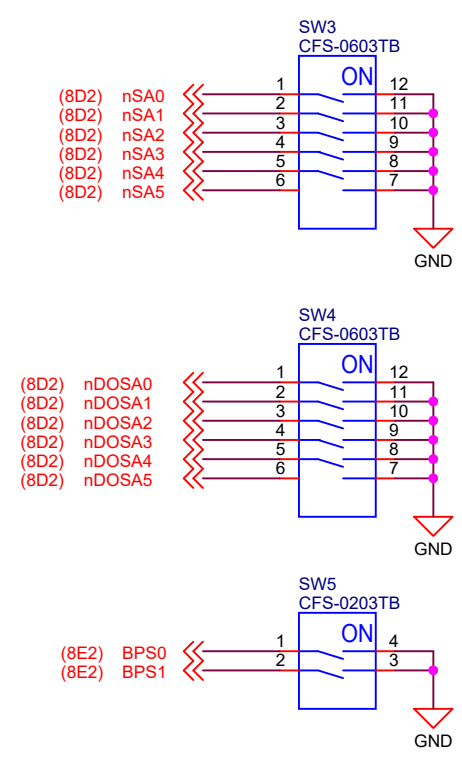 SW3
CFS-0603TB
ON
(8D2) nSA0 1 12
(8D2) nSA1 2 11
(8D2) nSA2 3 10
(8D2) nSA3 4 9
(8D2) nSA4 5 8
(8D2) nSA5 6 7
GND
SW4
CFS-0603TB
ON
(8D2) nDOSA0 1 12
(8D2) nDOSA1 2 11
(8D2) nDOSA2 3 10
(8D2) nDOSA3 4 9
(8D2) nDOSA4 5 8
(8D2) nDOSA5 6 7
GND
SW5
CFS-0203TB
ON
(8E2) BPS0 1 4
(8E2) BPS1 2 3
GND